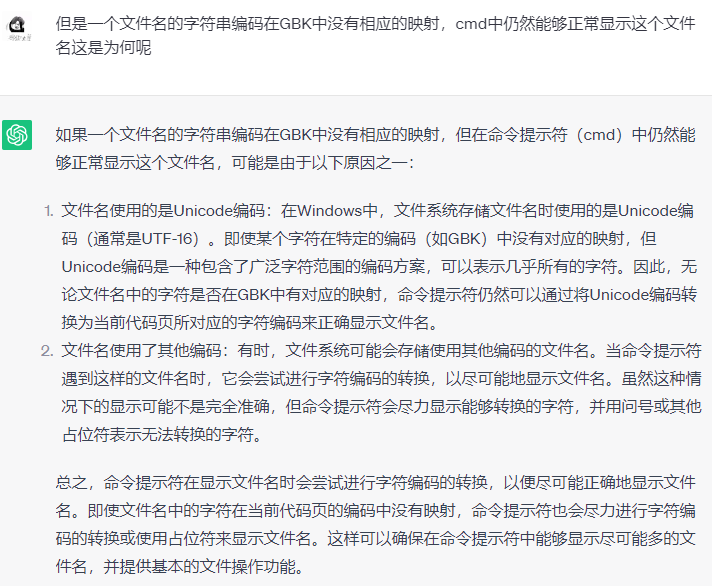 但是一个文件名的字符串编码在GBK中没有相应的映射，cmd中仍然能够正常显示这个文件
名这是为何呢
如果一个文件名的字符串编码在GBK中没有相应的映射，但在命令提示符（cmd）中仍然能
够正常显示这个文件名，可能是由于以下原因之一：
1. 文件名使用的是Unicode编码：在Windows中，文件系统存储文件名时使用的是Unicode编
码（通常是UTF-16）。即使某个字符在特定的编码（如GBK）中没有对应的映射，但
Unicode编码是一种包含了广泛字符范围的编码方案，可以表示几乎所有的字符。因此，无
论文件名中的字符是否在GBK中有对应的映射，命令提示符仍然可以通过将Unicode编码转
换为当前代码页所对应的字符编码来正确显示文件名。
2. 文件名使用了其他编码：有时，文件系统可能会存储使用其他编码的文件名。当命令提示符
遇到这样的文件名时，它会尝试进行字符编码的转换，以尽可能地显示文件名。虽然这种情
况下的显示可能不是完全准确，但命令提示符会尽力显示能够转换的字符，并用问号或其他
占位符表示无法转换的字符。
总之，命令提示符在显示文件名时会尝试进行字符编码的转换，以便尽可能正确地显示文件
名。即使文件名中的字符在当前代码页的编码中没有映射，命令提示符也会尽力进行字符编
码的转换或使用占位符来显示文件名。这样可以确保在命令提示符中能够显示尽可能多的文
件名，并提供基本的文件操作功能。